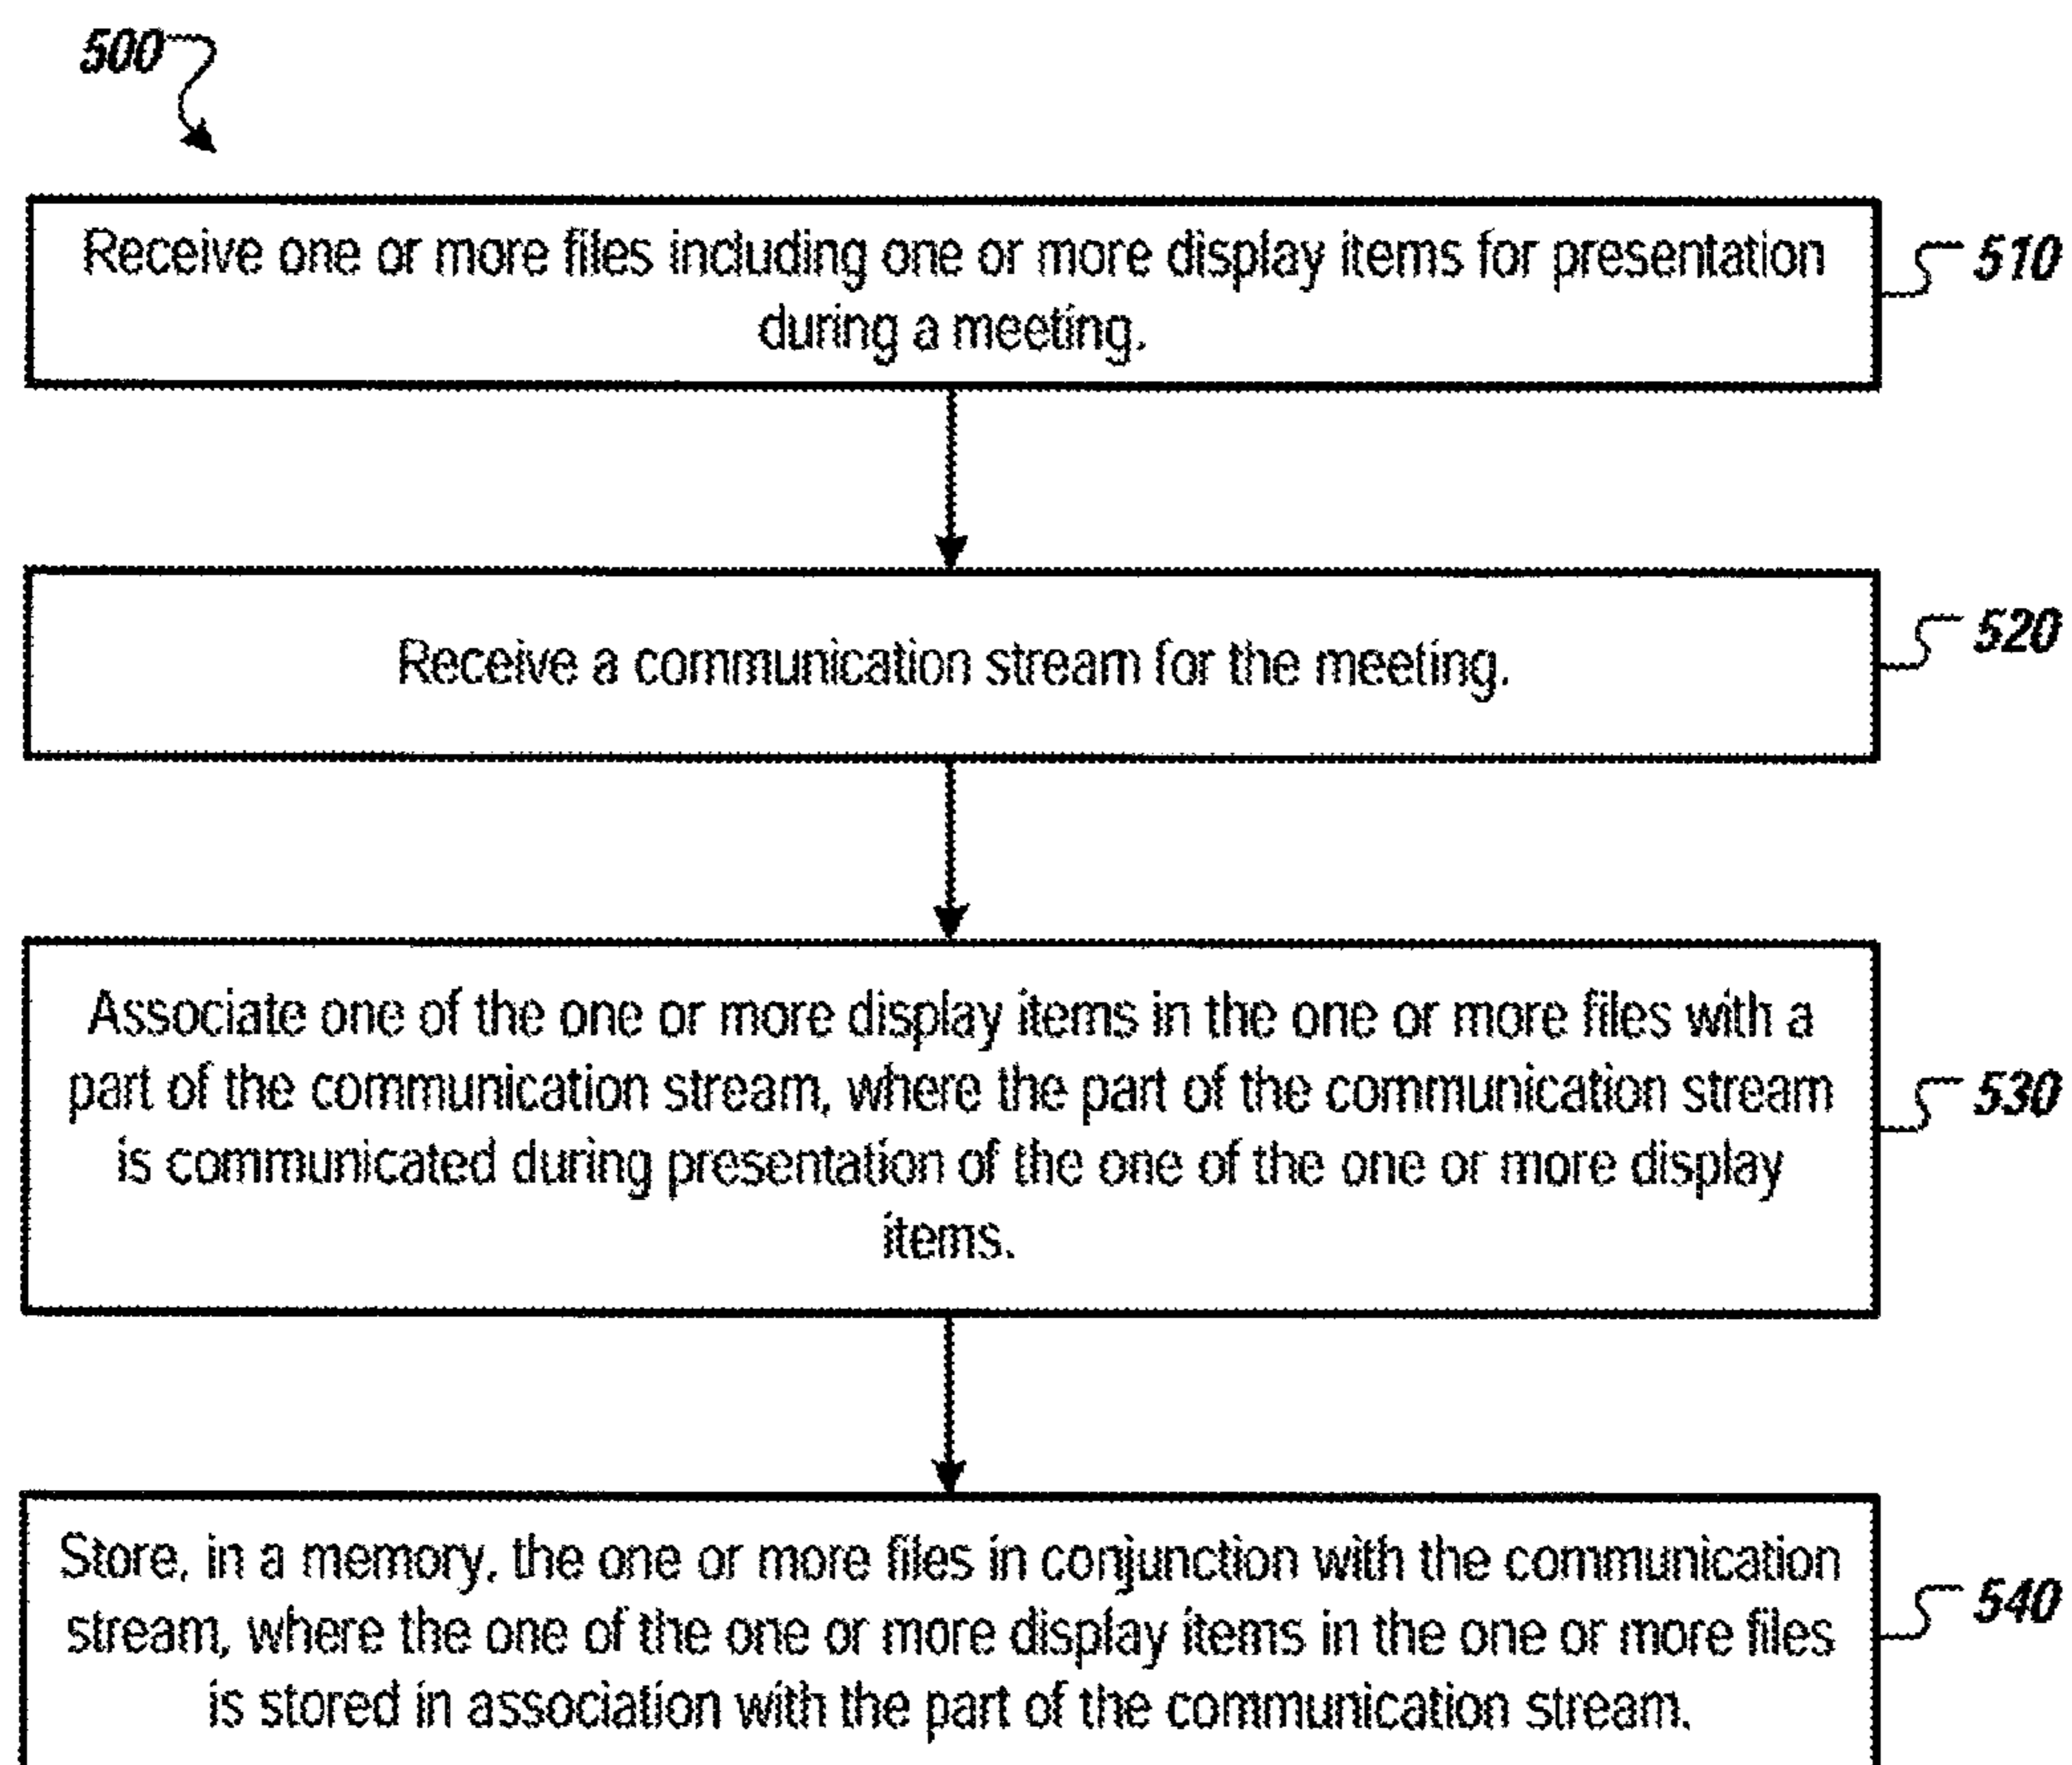 500
Receive one or more files including one or more display items for presentation
during a meeting.
510
Receive a communication stream for the meeting.
520
Associate one of the one or more display items in the one or more files with a
part of the communication stream, where the part of the communication stream
is communicated during presentation of the one of the one or more display
items.
530
Store, in a memory, the one or more files in conjunction with the communication
stream, where the one of the one or more display items in the one or more files
is stored in association with the part of the communication stream.
540